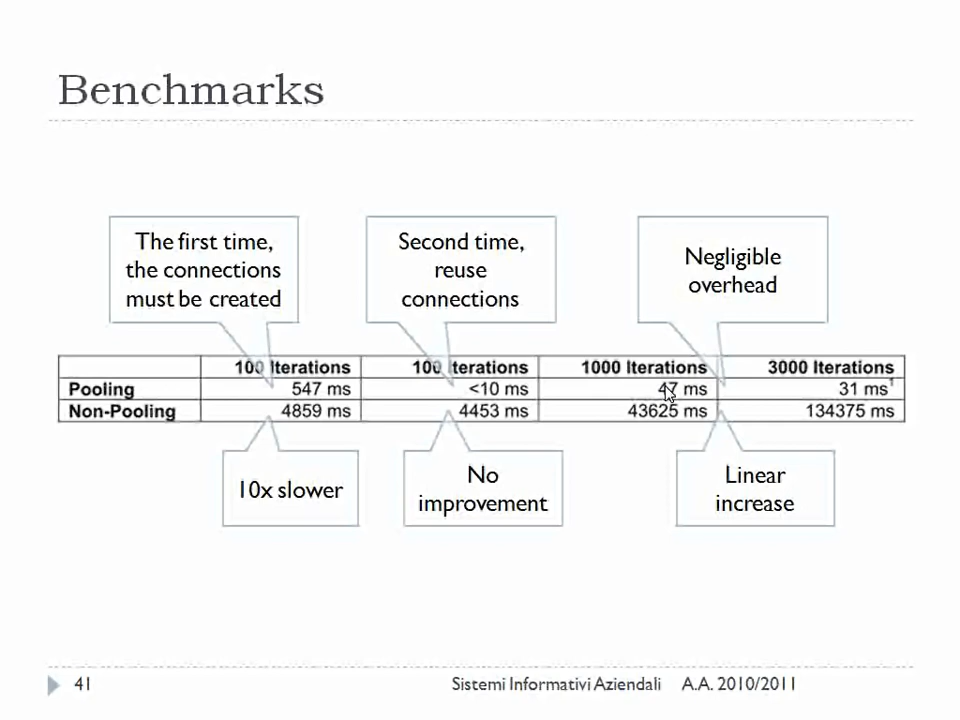 Benchmarks
The first time,
the connections
must be created
Second time,
reuse
connections
Negligible
overhead
100 Iterations 100 Iterations 1000 Iterations 3000 Iterations
Pooling 547 ms <10 ms 47 ms 31 ms¹
Non-Pooling 4859 ms 4453 ms 43625 ms 134375 ms
10x slower
No
improvement
Linear
increase
41 Sistemi Informativi Aziendali A.A. 2010/2011